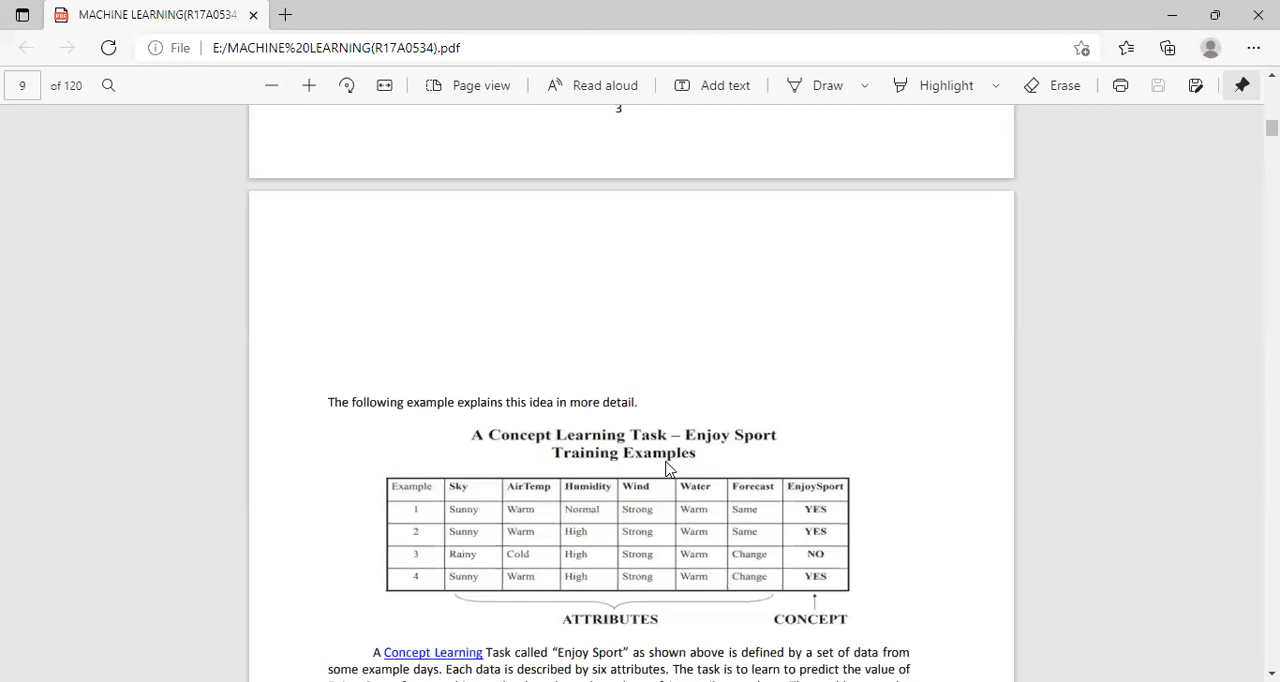 MACHINE LEARNING(R17A0534
File E:/MACHINE%20LEARNING(R17A0534).pdf
9 of 120 Page view Read aloud Add text Draw Highlight Erase
3
The following example explains this idea in more detail.
A Concept Learning Task – Enjoy Sport
Training Examples
Example Sky AirTemp Humidity Wind Water Forecast EnjoySport
1 Sunny Warm Normal Strong Warm Same YES
2 Sunny Warm High Strong Warm Same YES
3 Rainy Cold High Strong Warm Change NO
4 Sunny Warm High Strong Warm Change YES
ATTRIBUTES CONCEPT
A Concept Learning Task called “Enjoy Sport” as shown above is defined by a set of data from
some example days. Each data is described by six attributes. The task is to learn to predict the value of